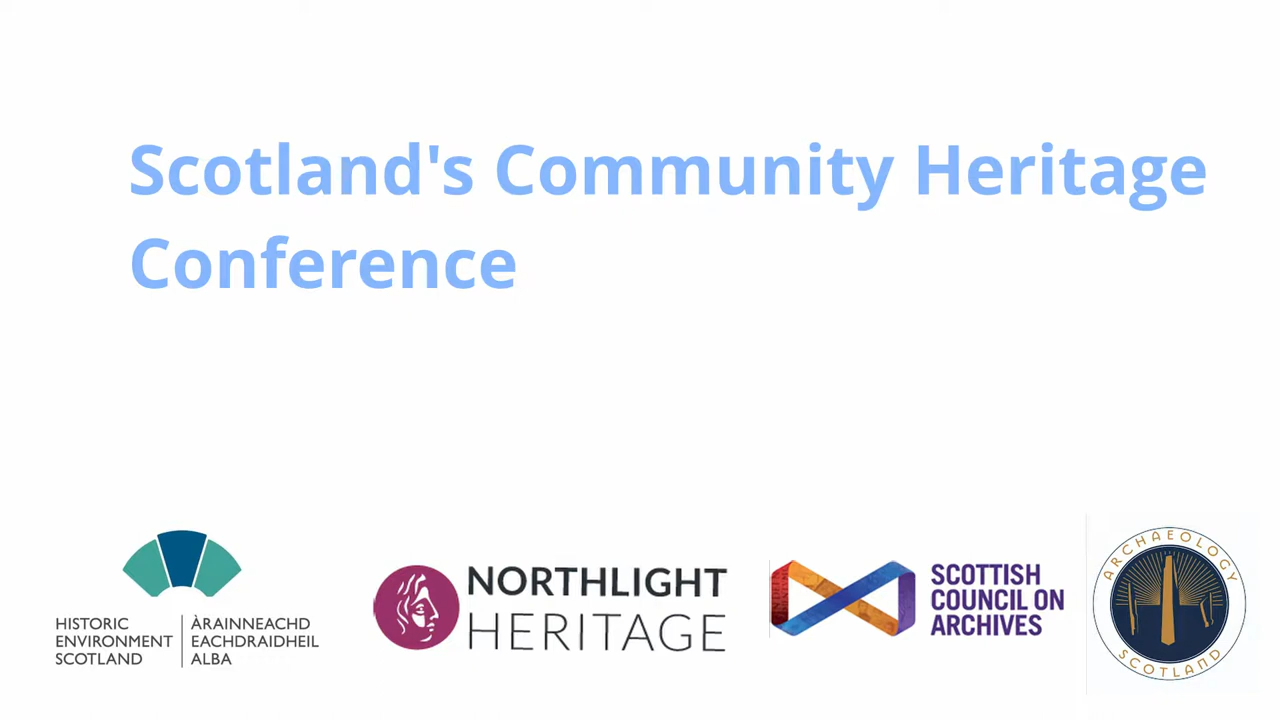 Scotland's Community Heritage
Conference
HISTORIC
ENVIRONMENT
SCOTLAND
ÀRAINNEACHD
EACHDRAIDHEIL
ALBA
NORTHLIGHT
HERITAGE
SCOTTISH
COUNCIL ON
ARCHIVES
ARCHAEOLOGY
SCOTLAND